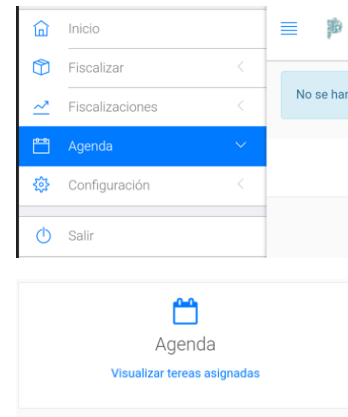 Inicio
Fiscalizar
Fiscalizaciones
Agenda
Configuración
Salir
No se har
Agenda
Visualizar tereas asignadas